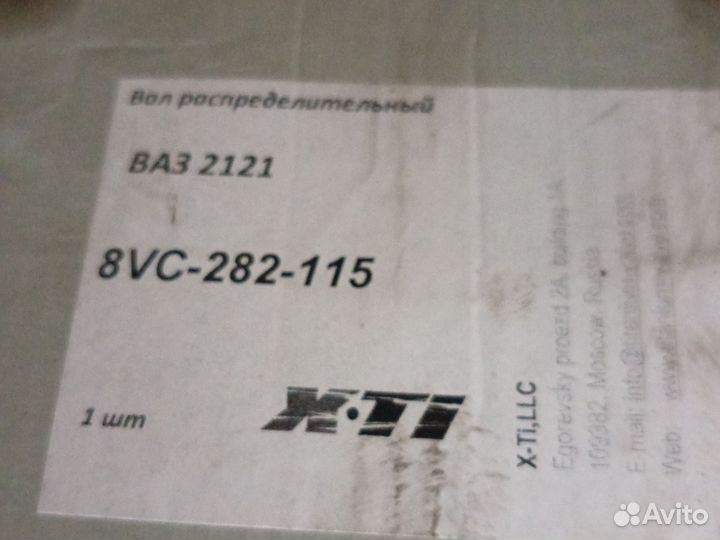 Вал распределительный
ВАЗ 2121
8VC-282-115
1 шт
X·Ti
X-Ti,LLC
Egorevsky proezd 2A, building 1A
109382, Moscow, Russia
E-mail:
Web
Avito